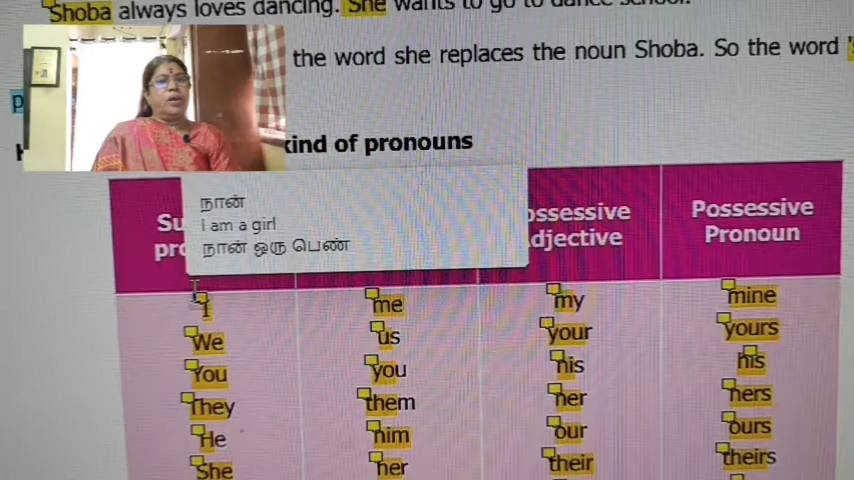 Shoba always loves dancing. She wants to go to dance school.
the word she replaces the noun Shoba. So the word
kind of pronouns
நான்
I am a girl
நான் ஒரு பெண்
Possessive Pronoun
I me my mine
We us your yours
You you his his
They them her hers
He him our ours
She her their theirs